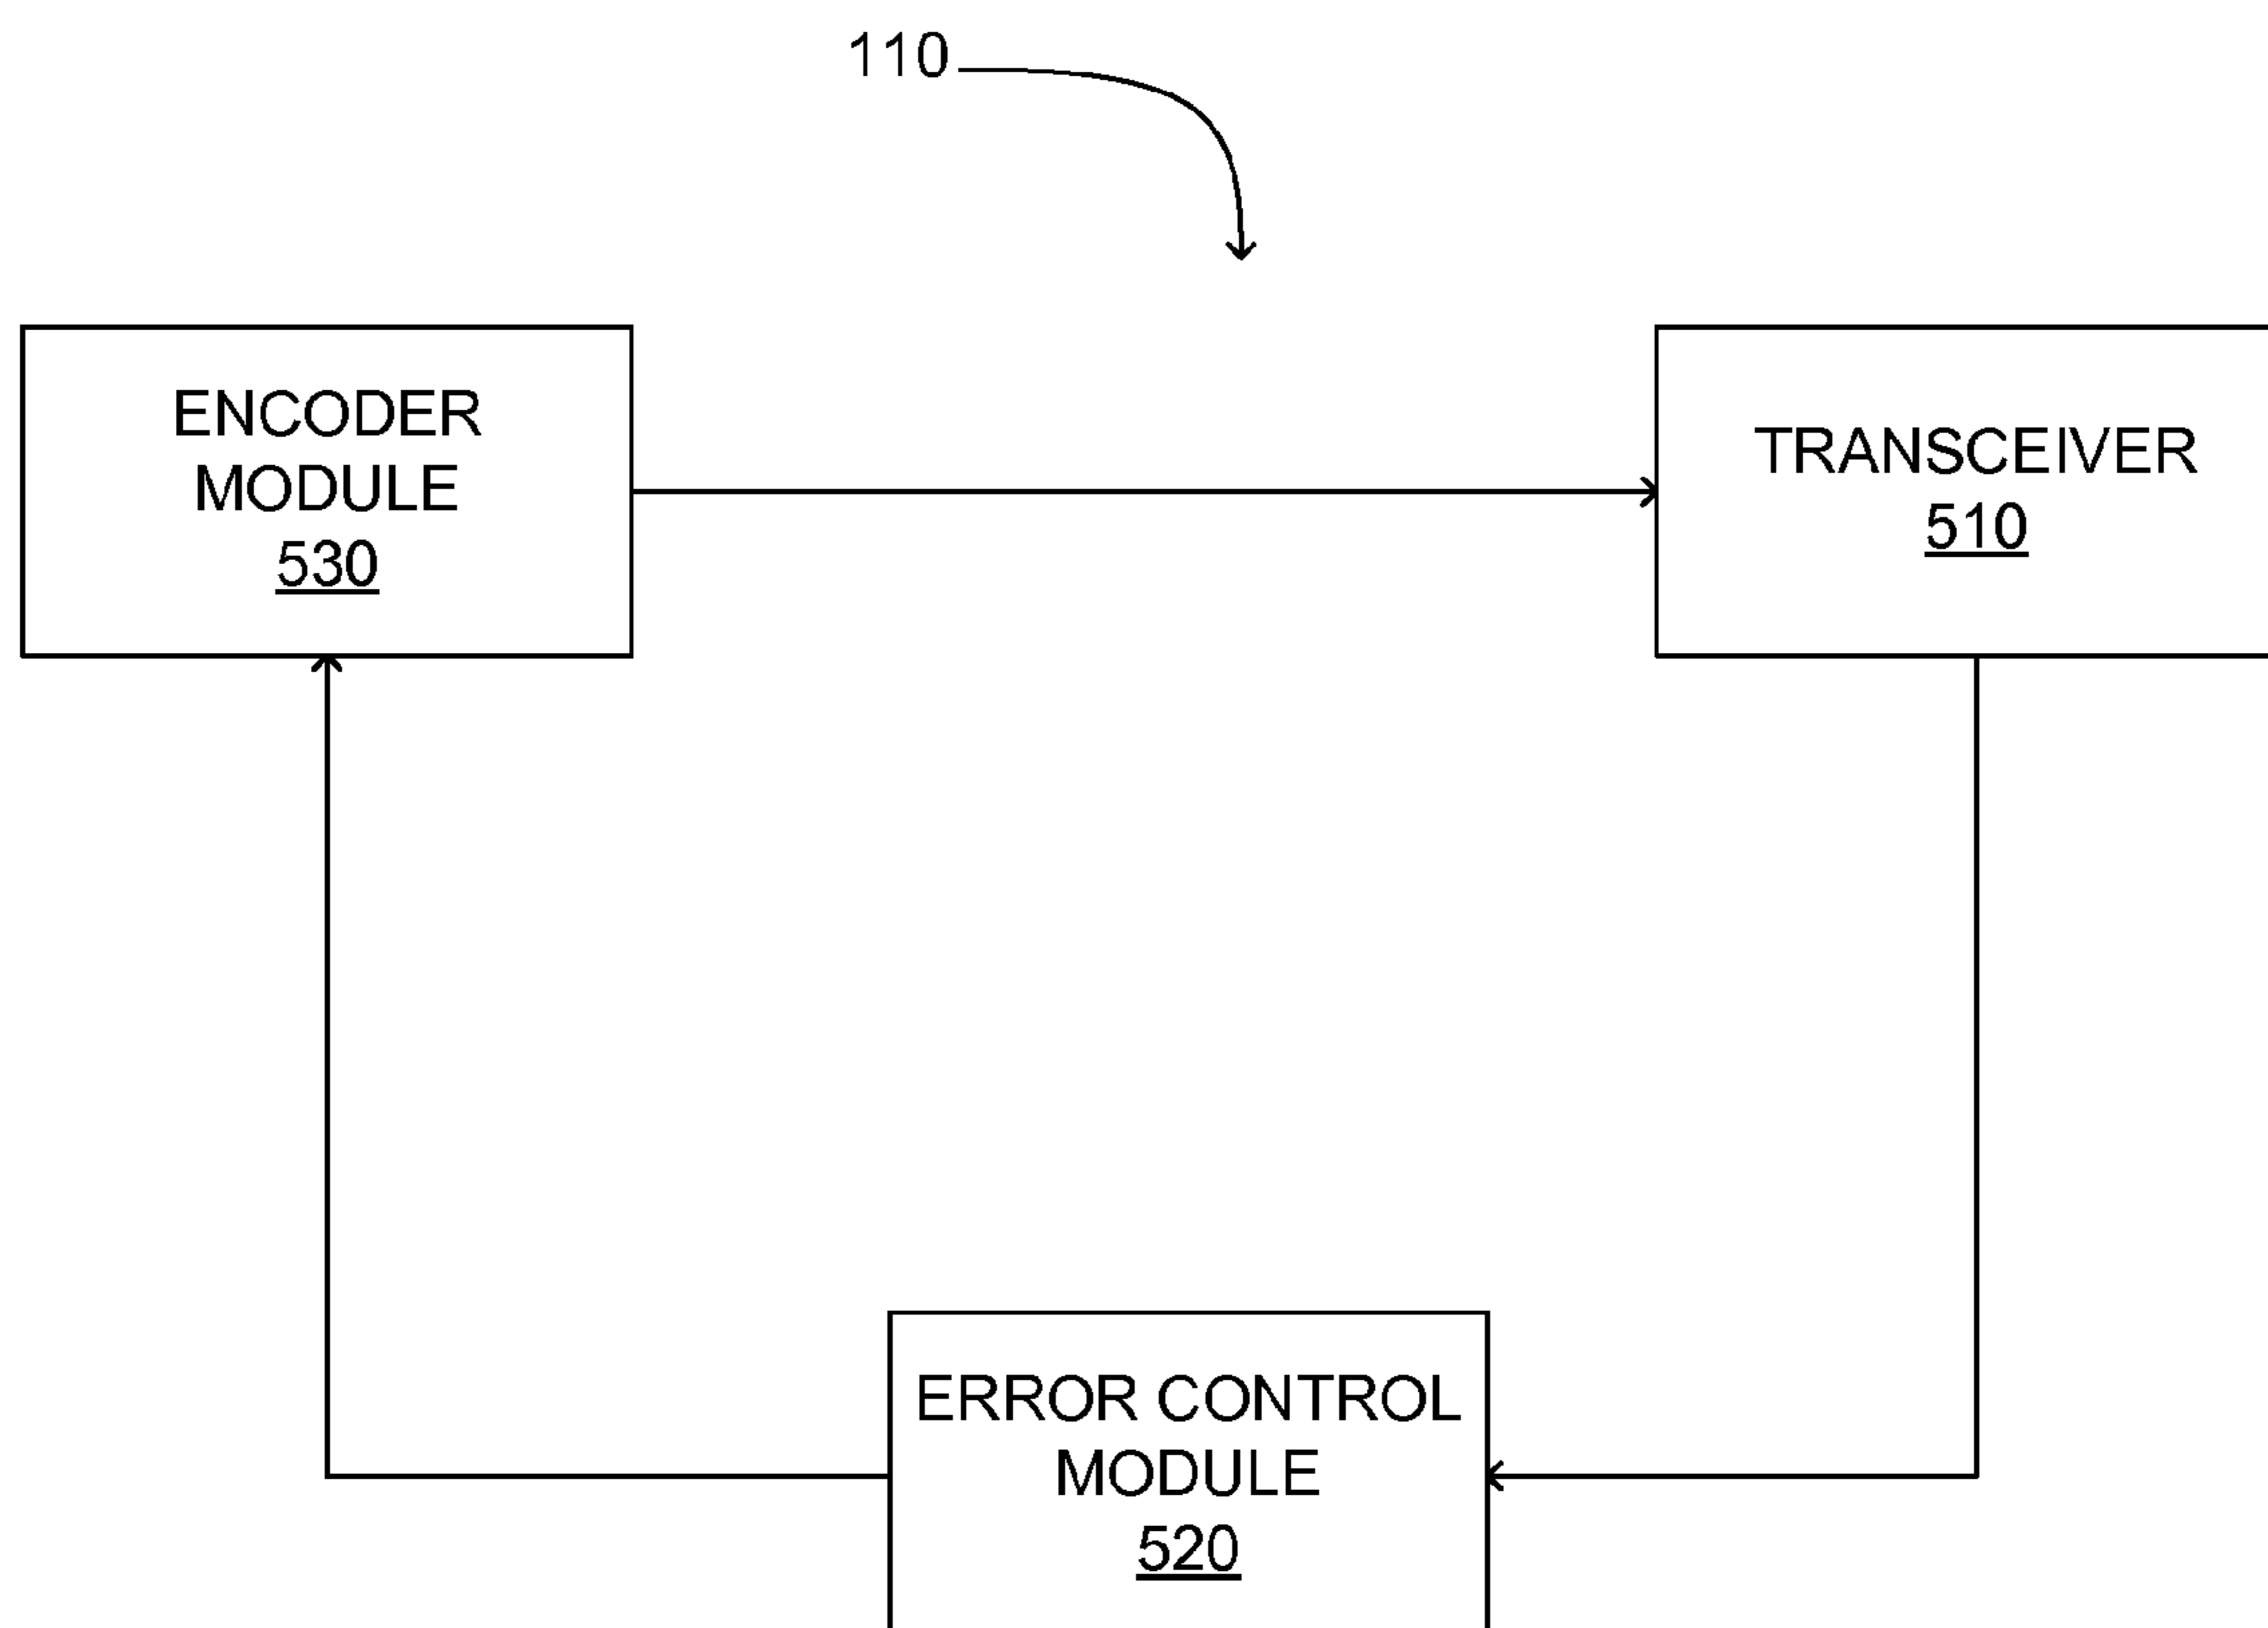 110
ENCODER
MODULE
530
TRANSCEIVER
510
ERROR CONTROL
MODULE
520